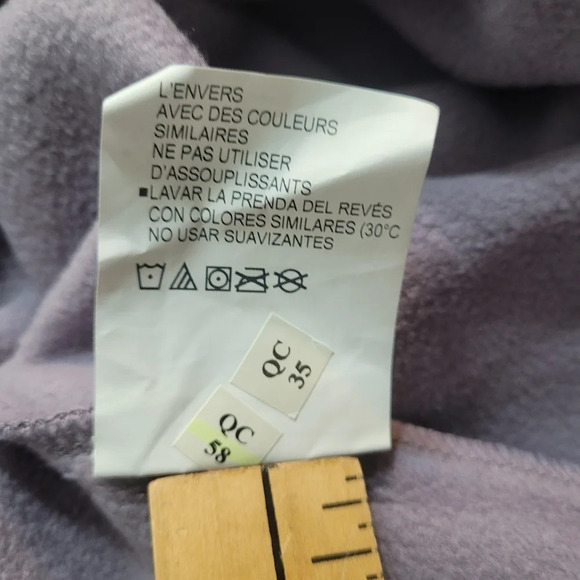 L'ENVERS
AVEC DES COULEURS
SIMILAIRES
NE PAS UTILISER
D'ASSOUPLISSANTS
■LAVAR LA PRENDA DEL REVÉS
CON COLORES SIMILARES (30°C
NO USAR SUAVIZANTES
QC
35
QC
58